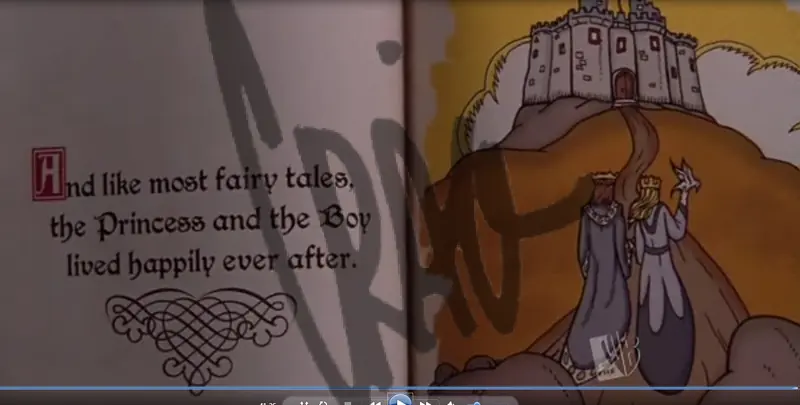 And like most fairy tales,
the Princess and the Boy
lived happily ever after.